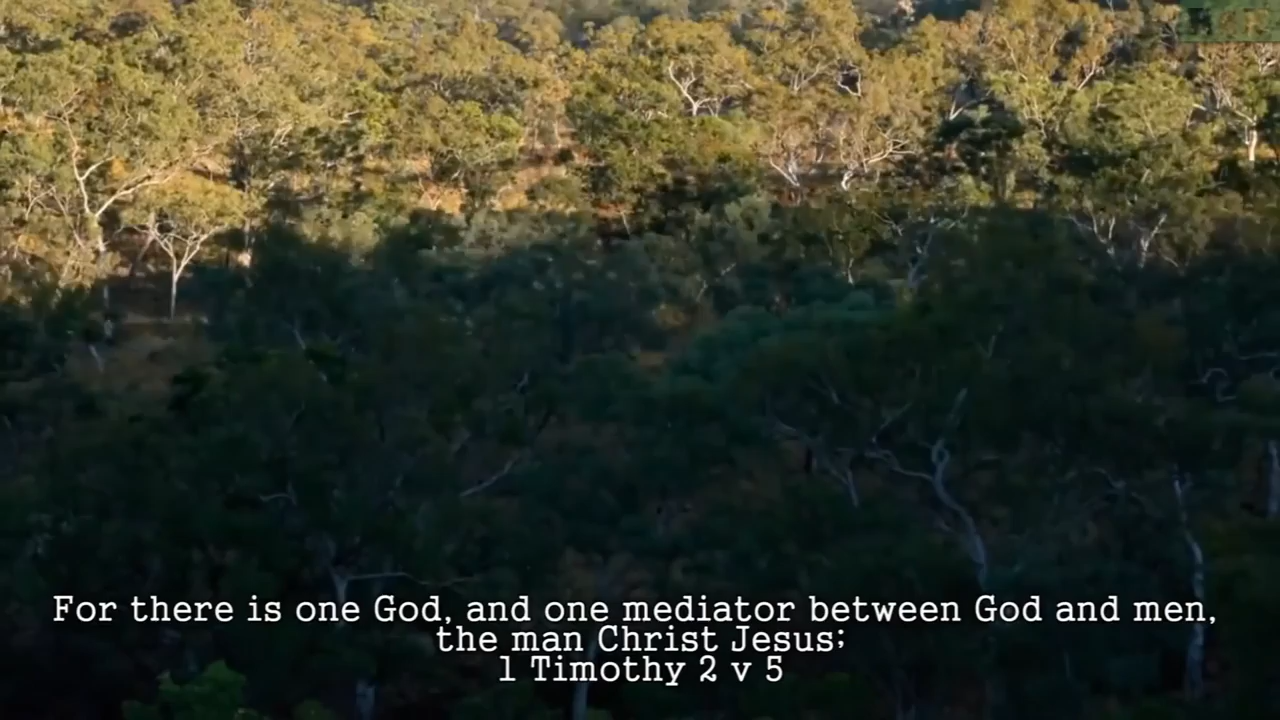 For there is one God, and one mediator between God and men,
the man Christ Jesus;
1 Timothy 2 v 5